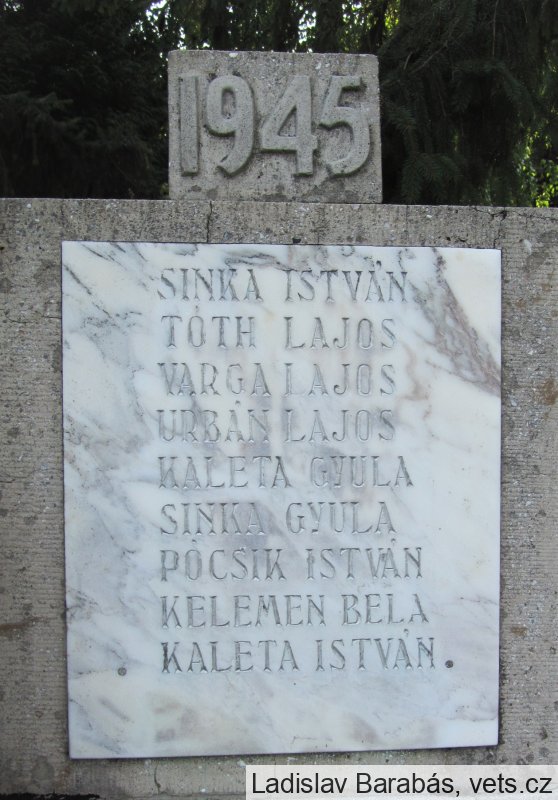 1945
SINKA ISTVÁN
TÓTH LAJOS
VARGA LAJOS
URBÁN LAJOS
KALETA GYULA
SINKA GYULA
PÓCSIK ISTVÁN
KELEMEN BÉLA
KALETA ISTVÁN.
Ladislav Barabás, vets.cz